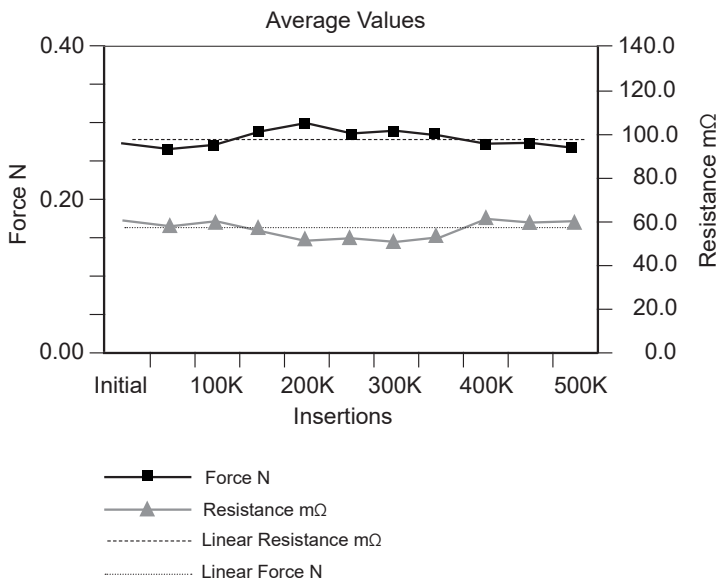 Average Values
0.40
0.20
0.00
Force N
140.0
120.0
100.0
80.0
60.0
40.0
20.0
0.0
Resistance mΩ
Initial 100K 200K 300K 400K 500K
Insertions
Force N
Resistance mΩ
Linear Resistance mΩ
Linear Force N